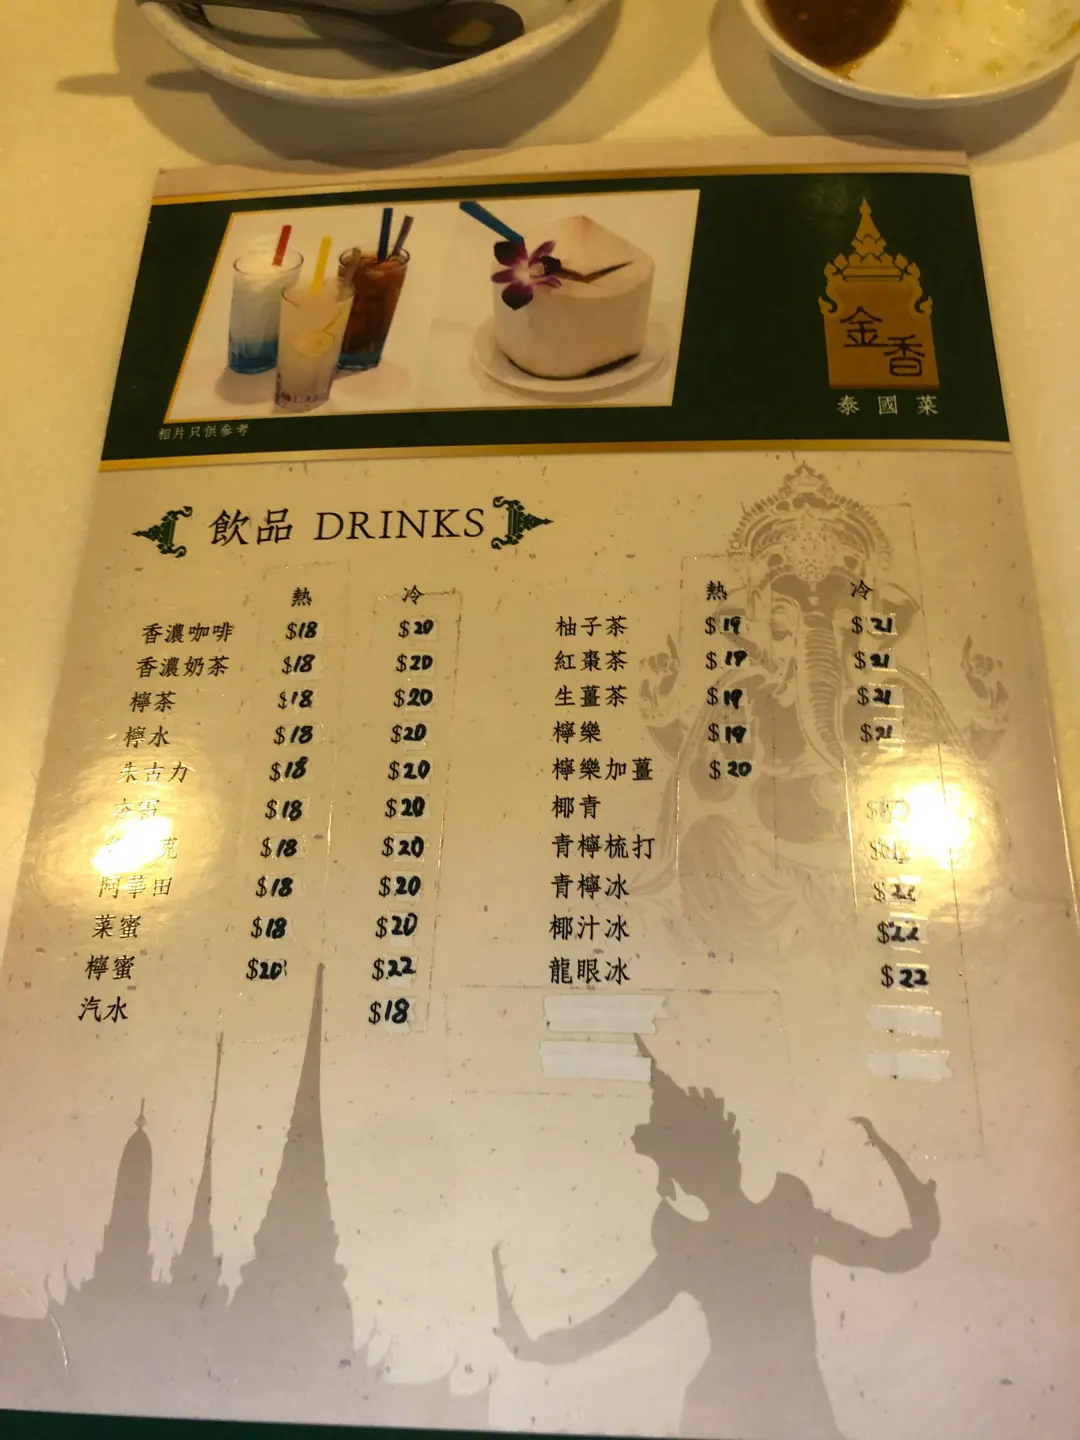 金香
泰國菜
相片只供參考
飲品 DRINKS
熱 冷
香濃咖啡 $18 $20
香濃奶茶 $18 $20
檸茶 $18 $20
檸水 $18 $20
朱古力 $18 $20
$18 $20
$18 $20
阿華田 $18 $20
菜蜜 $18 $20
檸蜜 $20 $22
汽水 $18
熱 冷
柚子茶 $19 $21
紅棗茶 $19 $21
生薑茶 $19 $21
檸樂 $19 $21
檸樂加薑 $20
椰青
青檸梳打
青檸冰 $22
椰汁冰 $22
龍眼冰 $22